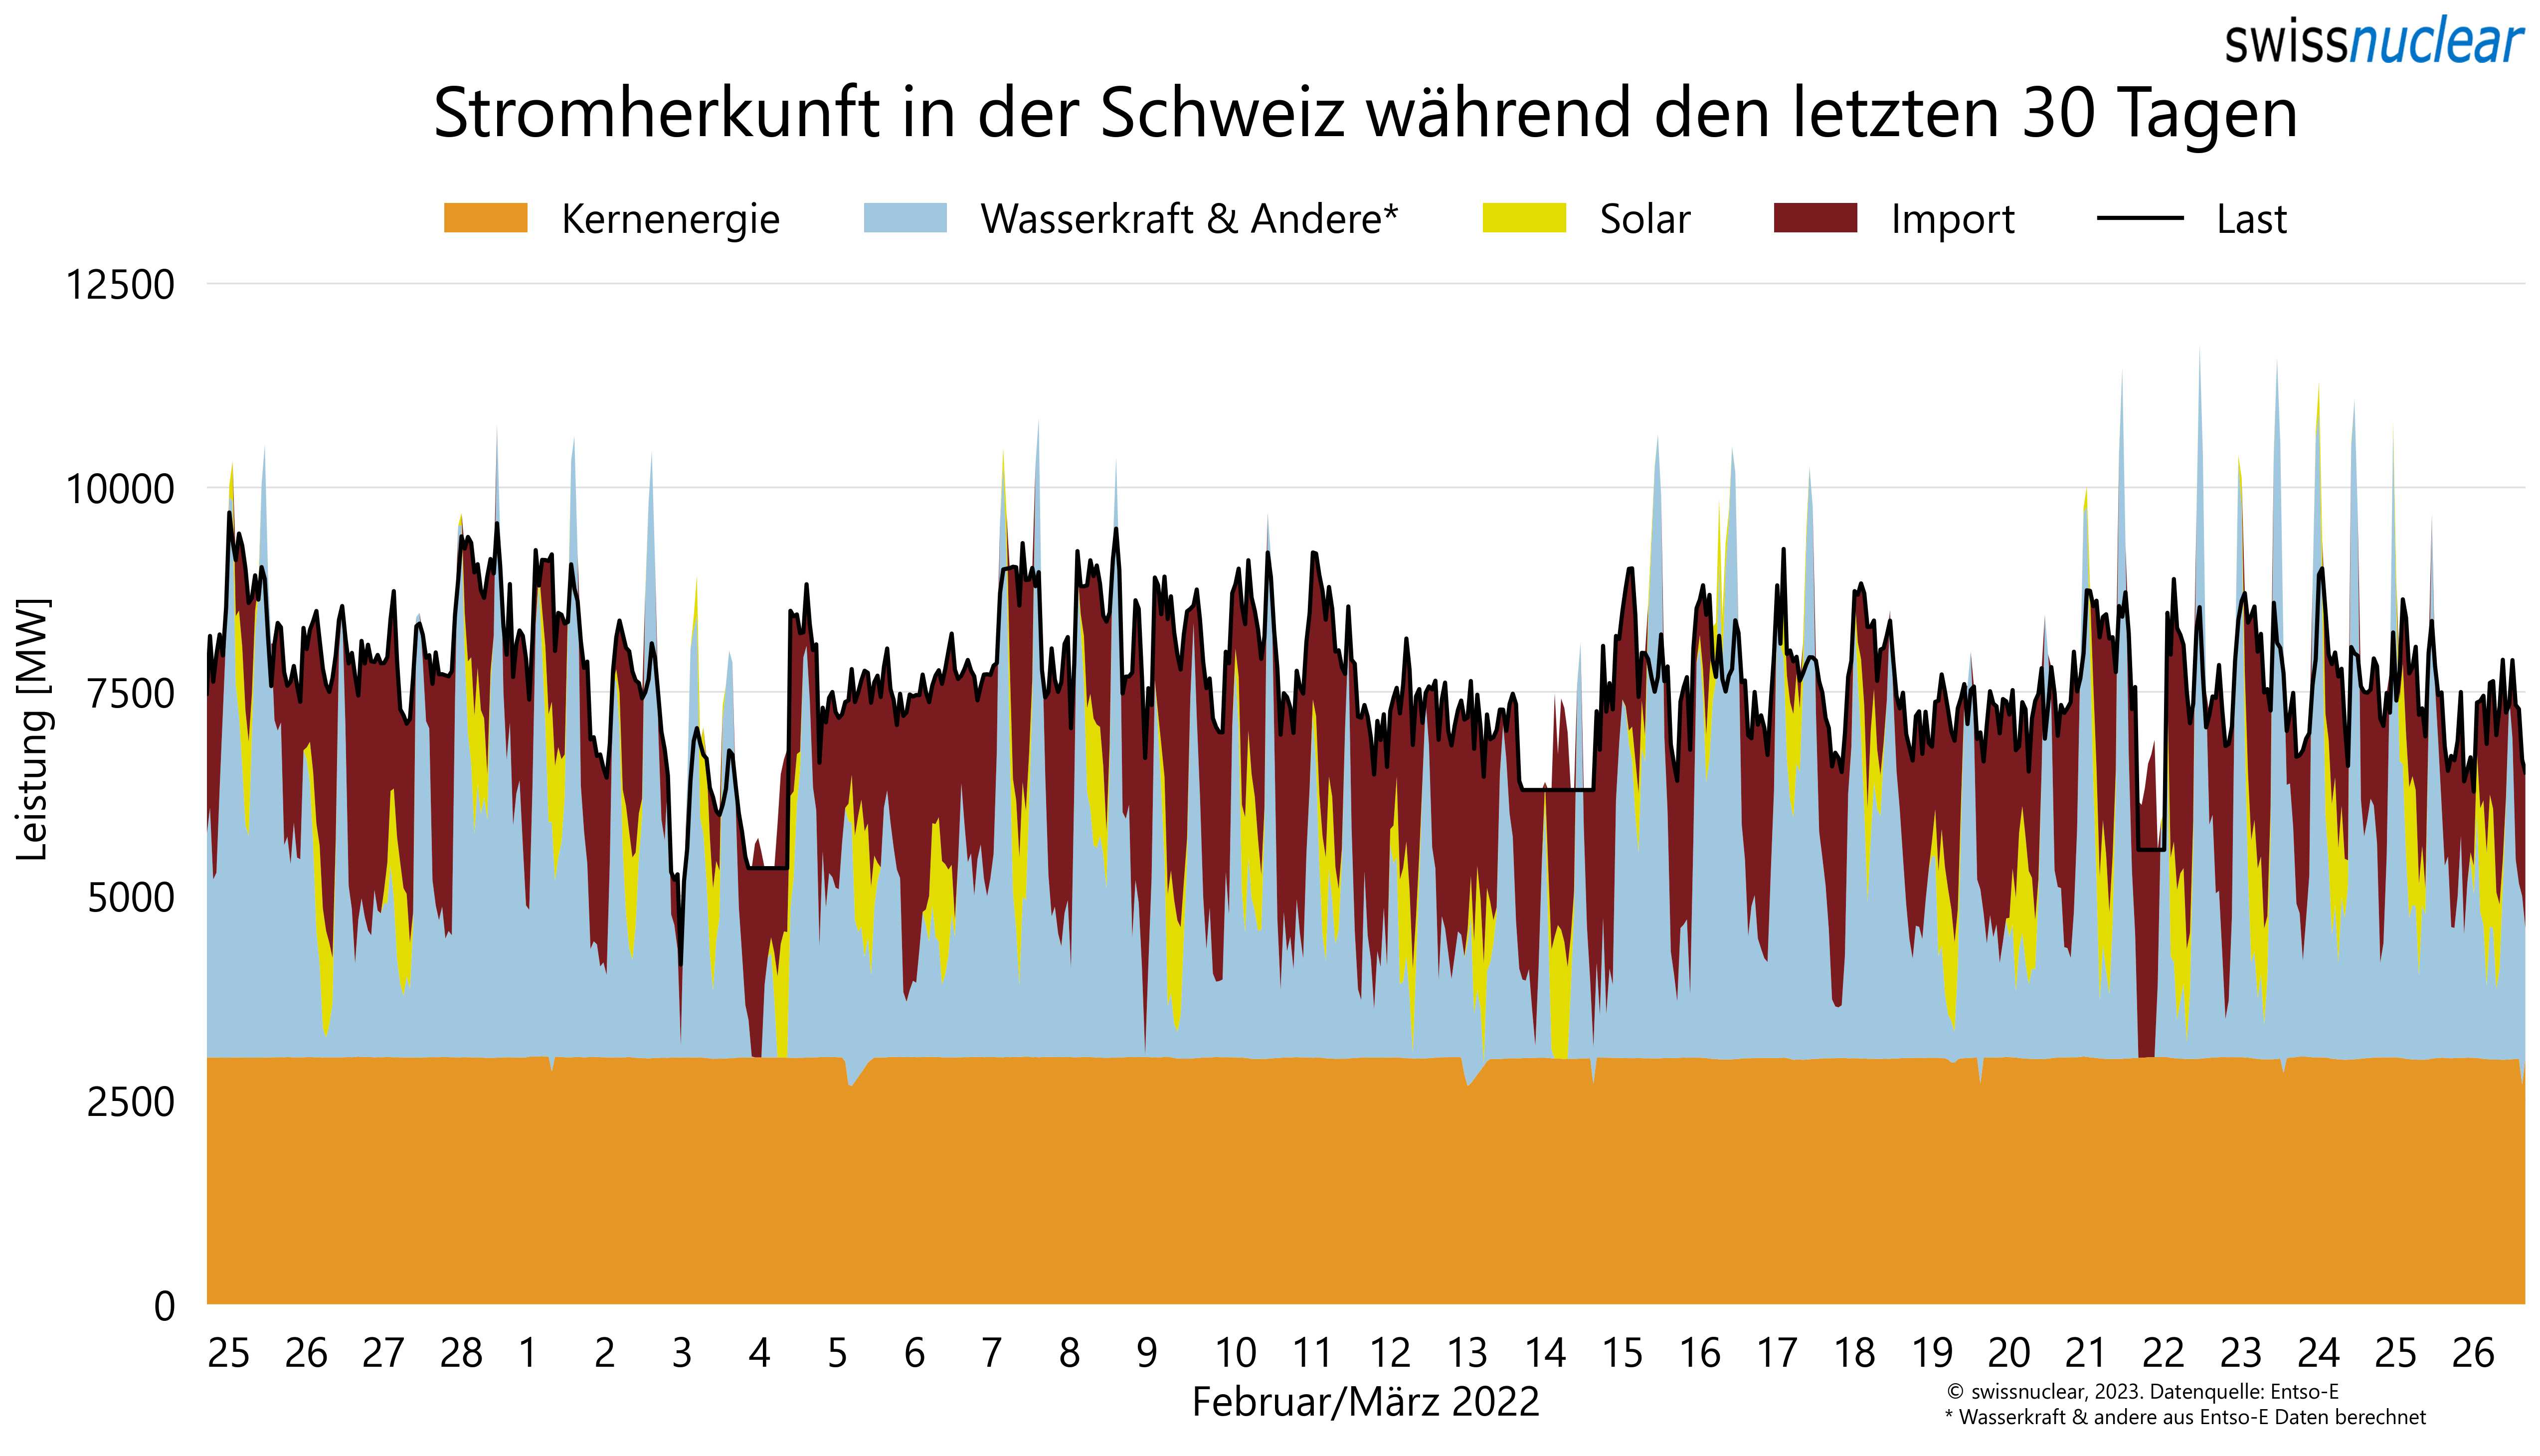 swissnuclear
Stromherkunft in der Schweiz während den letzten 30 Tagen
Kernenergie Wasserkraft & Andere* Solar Import Last
12500
10000
7500
5000
2500
0
Leistung [MW]
25 26 27 28 1 2 3 4 5 6 7 8 9 10 11 12 13 14 15 16 17 18 19 20 21 22 23 24 25 26
Februar/März 2022
© swissnuclear, 2023. Datenquelle: Entso-E
* Wasserkraft & andere aus Entso-E Daten berechnet